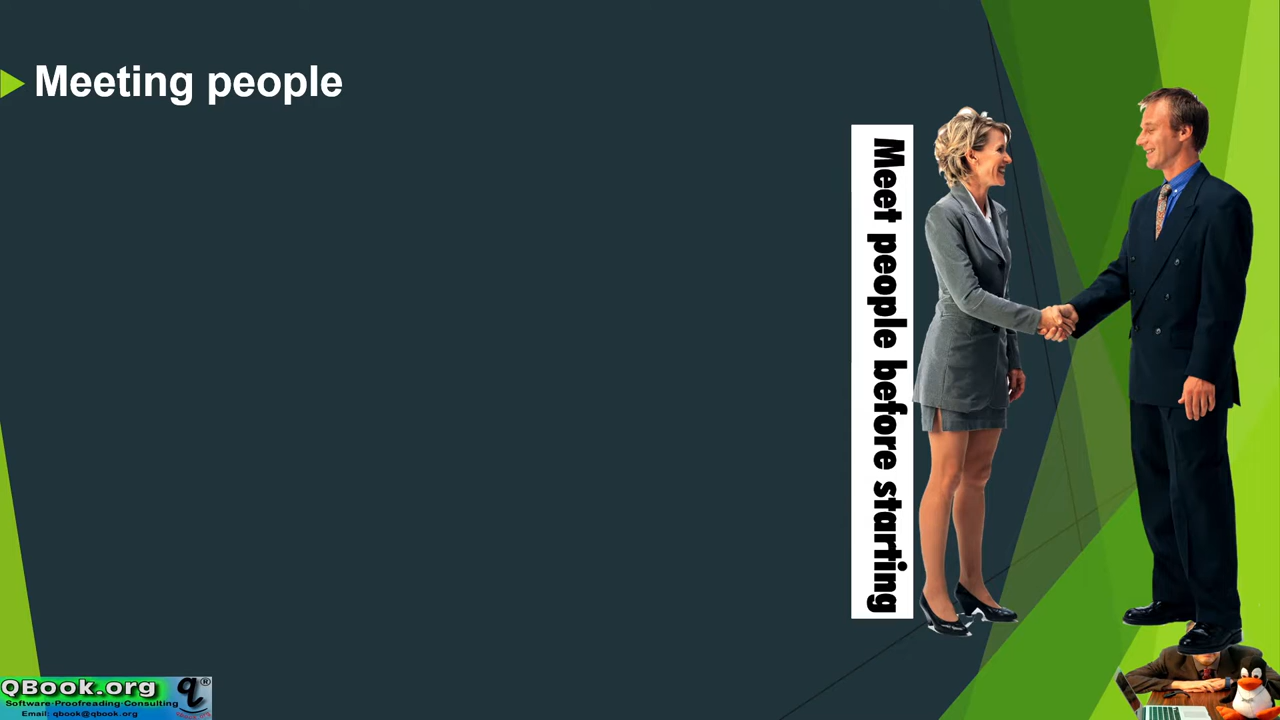 Meeting people
Meet people before starting
QBook.org
Software·Proofreading·Consulting
Email: qbook@qbook.org
q®